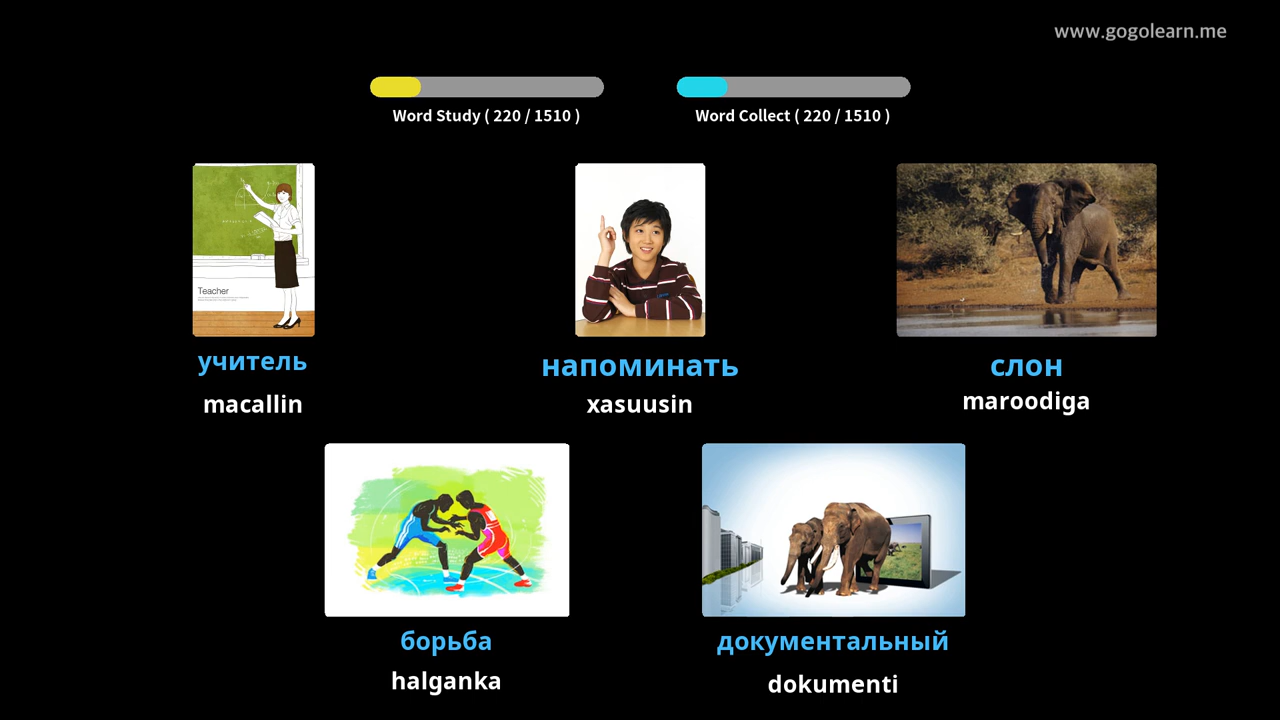 www.gogolearn.me
Word Study ( 220 / 1510 )
Word Collect ( 220 / 1510 )
Teacher
учитель
macallin
напоминать
xasuusin
слон
maroodiga
борьба
halganka
документальный
dokumenti